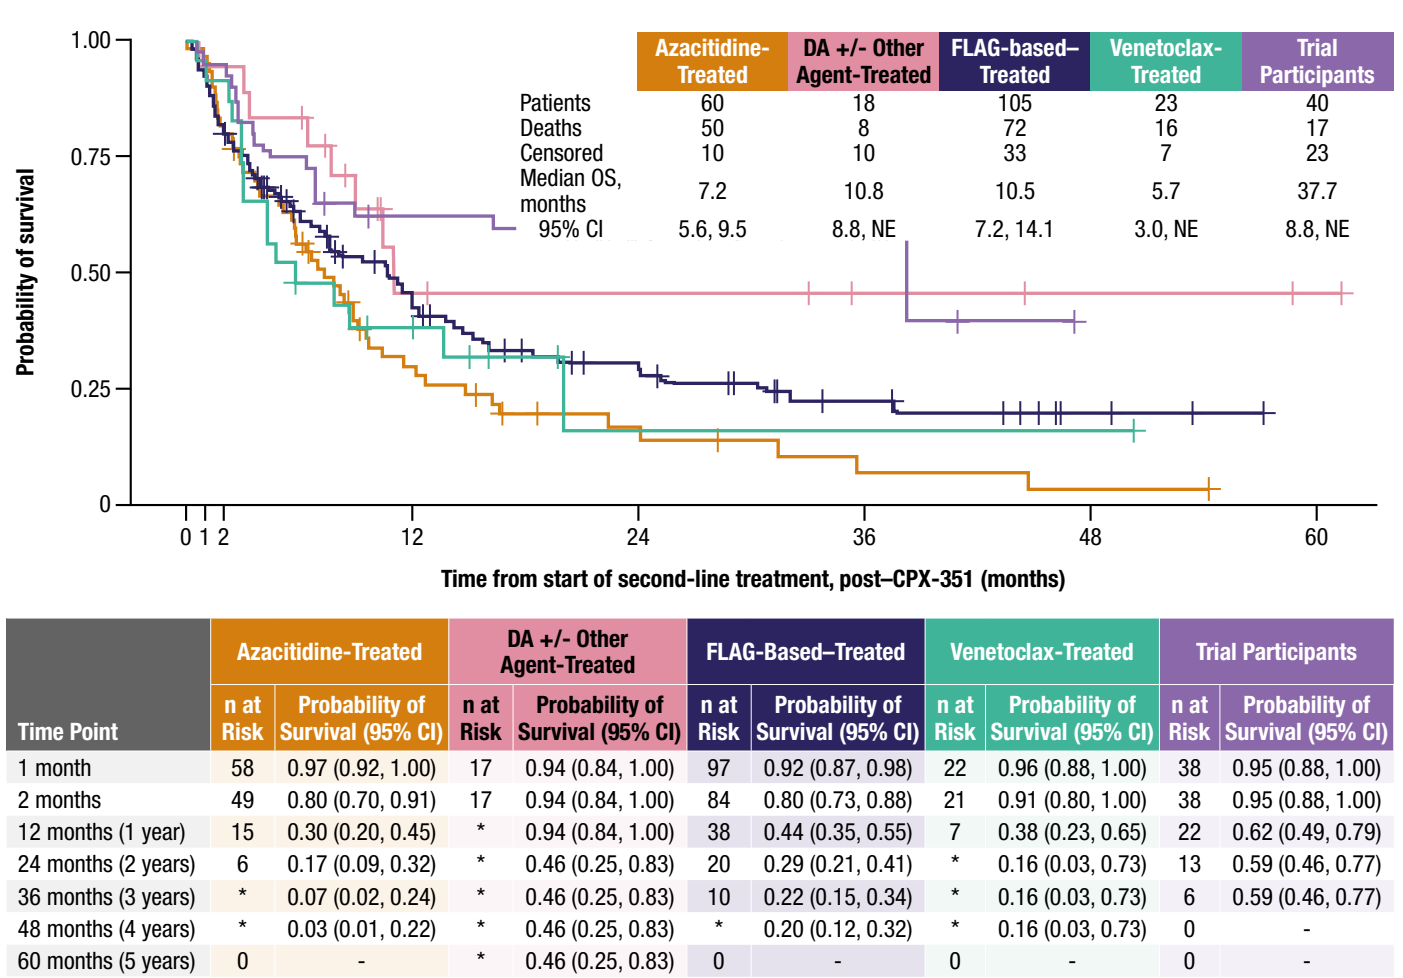 Azacitidine-Treated DA +/- Other Agent-Treated FLAG-based–Treated Venetoclax-Treated Trial Participants
Patients 60 18 105 23 40
Deaths 50 8 72 16 17
Censored 10 10 33 7 23
Median OS, months 7.2 10.8 10.5 5.7 37.7
95% CI 5.6, 9.5 8.8, NE 7.2, 14.1 3.0, NE 8.8, NE
Probability of survival
1.00
0.75
0.50
0.25
0
0 1 2 12 24 36 48 60
Time from start of second-line treatment, post–CPX-351 (months)
Azacitidine-Treated DA +/- Other Agent-Treated FLAG-Based–Treated Venetoclax-Treated Trial Participants
Time Point n at Risk Probability of Survival (95% CI) n at Risk Probability of Survival (95% CI) n at Risk Probability of Survival (95% CI) n at Risk Probability of Survival (95% CI) n at Risk Probability of Survival (95% CI)
1 month 58 0.97 (0.92, 1.00) 17 0.94 (0.84, 1.00) 97 0.92 (0.87, 0.98) 22 0.96 (0.88, 1.00) 38 0.95 (0.88, 1.00)
2 months 49 0.80 (0.70, 0.91) 17 0.94 (0.84, 1.00) 84 0.80 (0.73, 0.88) 21 0.91 (0.80, 1.00) 38 0.95 (0.88, 1.00)
12 months (1 year) 15 0.30 (0.20, 0.45) * 0.94 (0.84, 1.00) 38 0.44 (0.35, 0.55) 7 0.38 (0.23, 0.65) 22 0.62 (0.49, 0.79)
24 months (2 years) 6 0.17 (0.09, 0.32) * 0.46 (0.25, 0.83) 20 0.29 (0.21, 0.41) * 0.16 (0.03, 0.73) 13 0.59 (0.46, 0.77)
36 months (3 years) * 0.07 (0.02, 0.24) * 0.46 (0.25, 0.83) 10 0.22 (0.15, 0.34) * 0.16 (0.03, 0.73) 6 0.59 (0.46, 0.77)
48 months (4 years) * 0.03 (0.01, 0.22) * 0.46 (0.25, 0.83) * 0.20 (0.12, 0.32) * 0.16 (0.03, 0.73) 0 -
60 months (5 years) 0 - * 0.46 (0.25, 0.83) 0 - 0 - 0 -